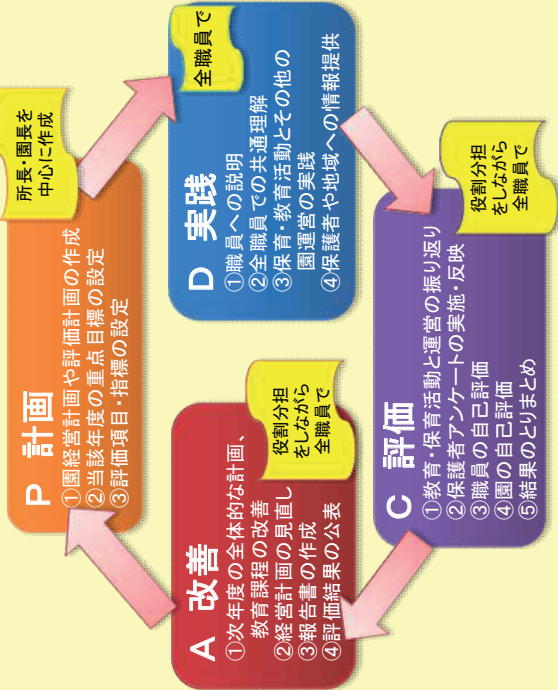 P 計画
①園経営計画や評価計画の作成
②当該年度の重点目標の設定
③評価項目・指標の設定
所長・園長を
中心に作成
D 実践
①職員への説明
②全職員での共通理解
③保育・教育活動とその他の
園運営の実践
④保護者や地域への情報提供
全職員で
C 評価
①教育・保育活動と運営の振り返り
②保護者アンケートの実施・反映
③職員の自己評価
④園の自己評価
⑤結果のとりまとめ
役割分担
をしながら
全職員で
A 改善
①次年度の全体的な計画、
教育課程の改善
②経営計画の見直し
③報告書の作成
④評価結果の公表
役割分担
をしながら
全職員で